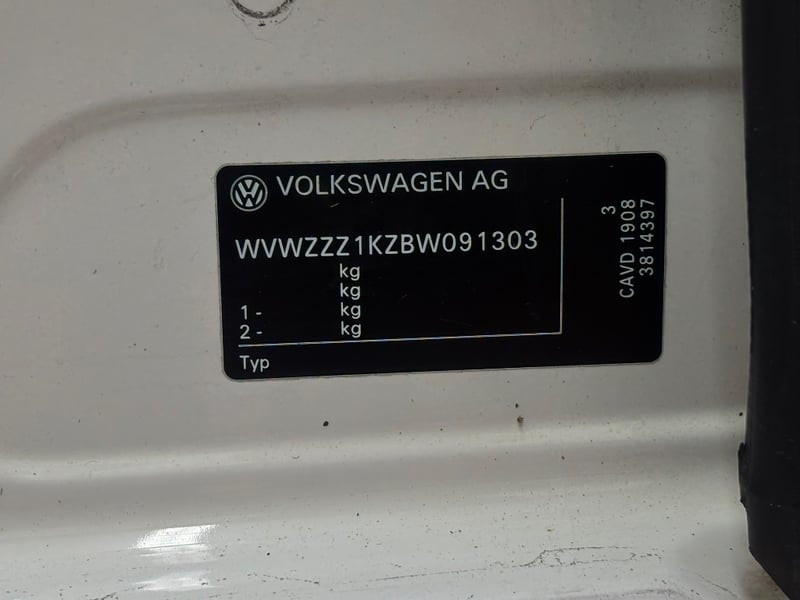 VOLKSWAGEN AG
WVWZZZ1KZBW091303
kg
kg
1 - kg
2 - kg
Typ
3
CAVD 1908
3814397